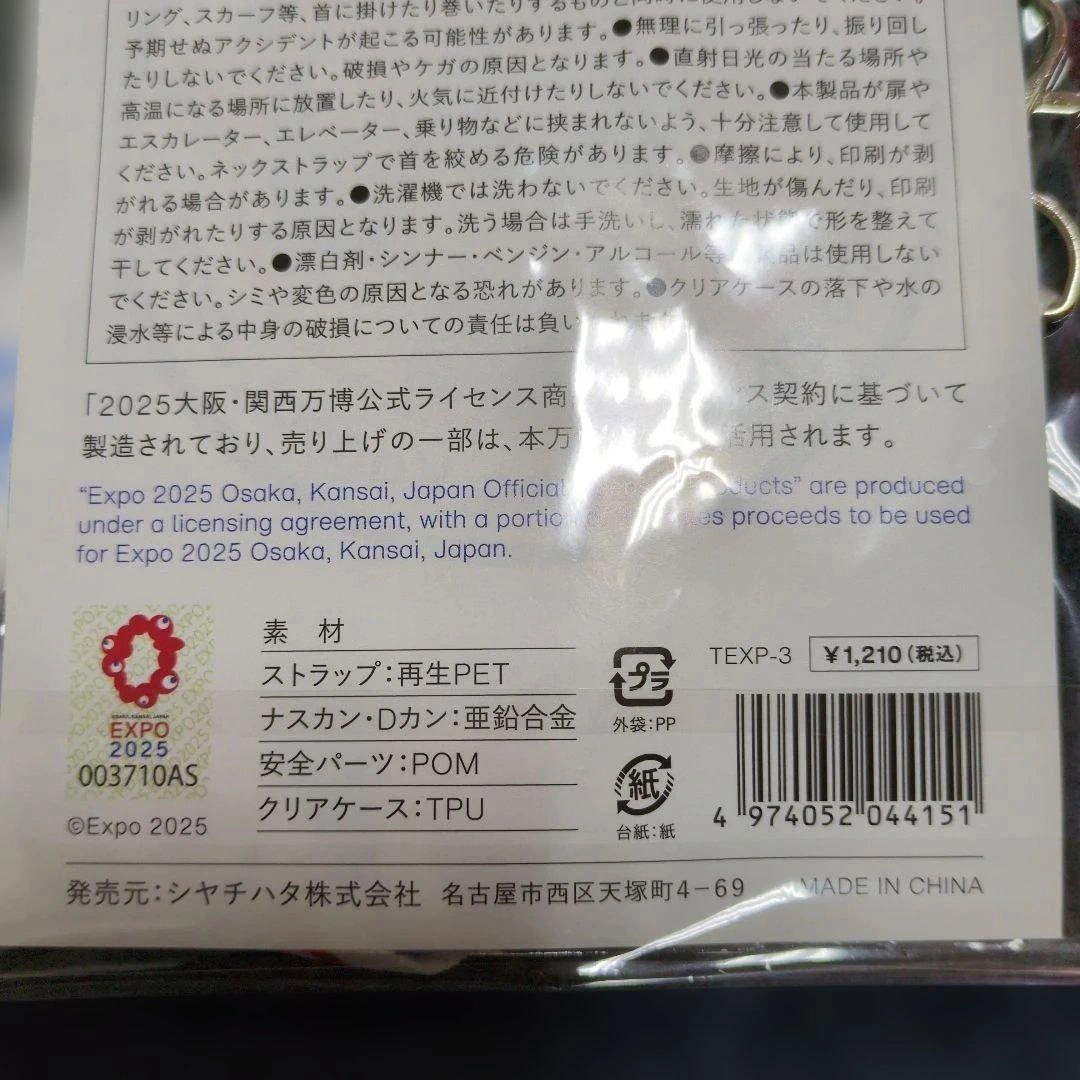 リング、スカーフ等、首に掛けたり巻いたりするものと同時に使用しないでください。
予期せぬアクシデントが起こる可能性があります。●無理に引っ張ったり、振り回し
たりしないでください。破損やケガの原因となります。●直射日光の当たる場所や
高温になる場所に放置したり、火気に近付けたりしないでください。●本製品が扉や
エスカレーター、エレベーター、乗り物などに挟まれないよう、十分注意して使用して
ください。ネックストラップで首を絞める危険があります。●摩擦により、印刷が剥
がれる場合があります。●洗濯機では洗わないでください。生地が傷んだり、印刷
が剥がれたりする原因となります。洗う場合は手洗いし、濡れた状態で形を整えて
干してください。●漂白剤・シンナー・ベンジン・アルコール等 薬品は使用しない
でください。シミや変色の原因となる恐れがあります。●クリアケースの落下や水の
浸水等による中身の破損についての責任は負い
「2025大阪・関西万博公式ライセンス商 ス契約に基づいて
製造されており、売り上げの一部は、本万 活用されます。
“Expo 2025 Osaka, Kansai, Japan Official Products” are produced
under a licensing agreement, with a portion of proceeds to be used
for Expo 2025 Osaka, Kansai, Japan.
素 材
ストラップ:再生PET
ナスカン・Dカン:亜鉛合金
安全パーツ:POM
クリアケース:TPU
OSAKA, KANSAI, JAPAN
EXPO
2025
003710AS
©Expo 2025
プラ
外袋:PP
紙
台紙:紙
TEXP-3 ¥1,210(税込)
4 974052 044151
発売元:シヤチハタ株式会社 名古屋市西区天塚町4-69 MADE IN CHINA